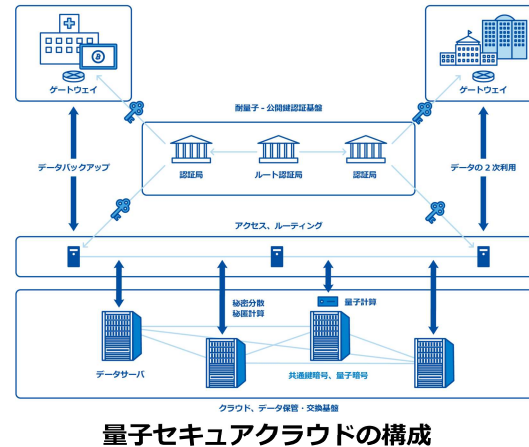 ゲートウェイ
ゲートウェイ
耐量子 - 公開鍵認証基盤
データバックアップ
認証局
ルート認証局
認証局
データの2次利用
アクセス、ルーティング
秘密分散
秘匿計算
量子計算
データサーバ
共通鍵暗号、量子暗号
クラウド、データ保管・交換基盤
量子セキュアクラウドの構成